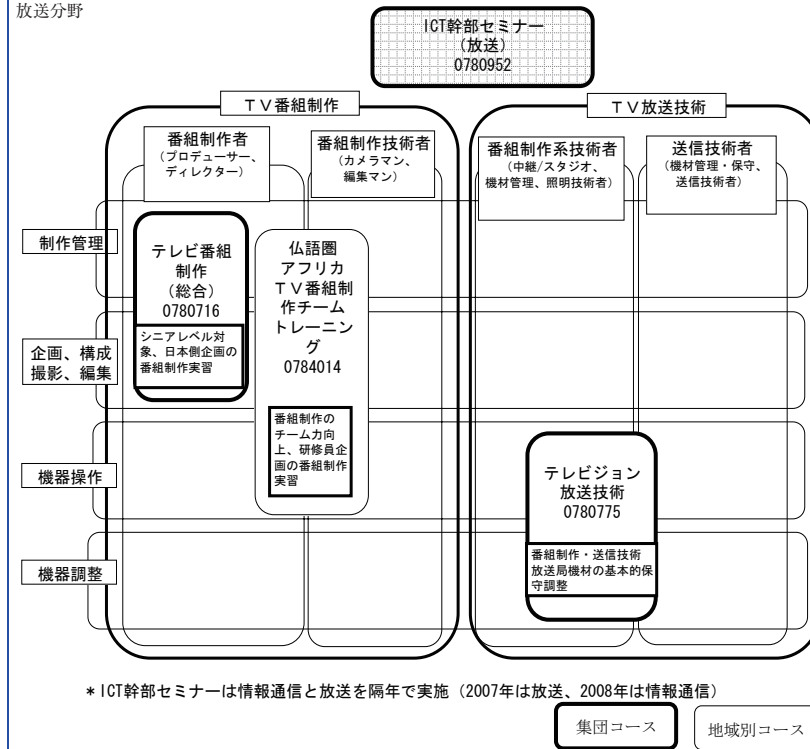 放送分野
ICT幹部セミナー
(放送)
0780952
ＴＶ番組制作
ＴＶ放送技術
番組制作者
（プロデューサー、
ディレクター）
番組制作技術者
（カメラマン、
編集マン）
番組制作系技術者
（中継/スタジオ、
機材管理、照明技術者）
送信技術者
（機材管理・保守、
送信技術者）
制作管理
テレビ番組
制作
（総合）
0780716
シニアレベル対
象、日本側企画の
番組制作実習
仏語圏
アフリカ
ＴＶ番組制
作チーム
トレーニン
グ
0784014
番組制作の
チーム力向
上、研修員企
画の番組制作
実習
企画、構成
撮影、編集
機器操作
テレビジョン
放送技術
0780775
番組制作・送信技術
放送局機材の基本的保
守調整
機器調整
＊ICT幹部セミナーは情報通信と放送を隔年で実施（2007年は放送、2008年は情報通信）
集団コース
地域別コース